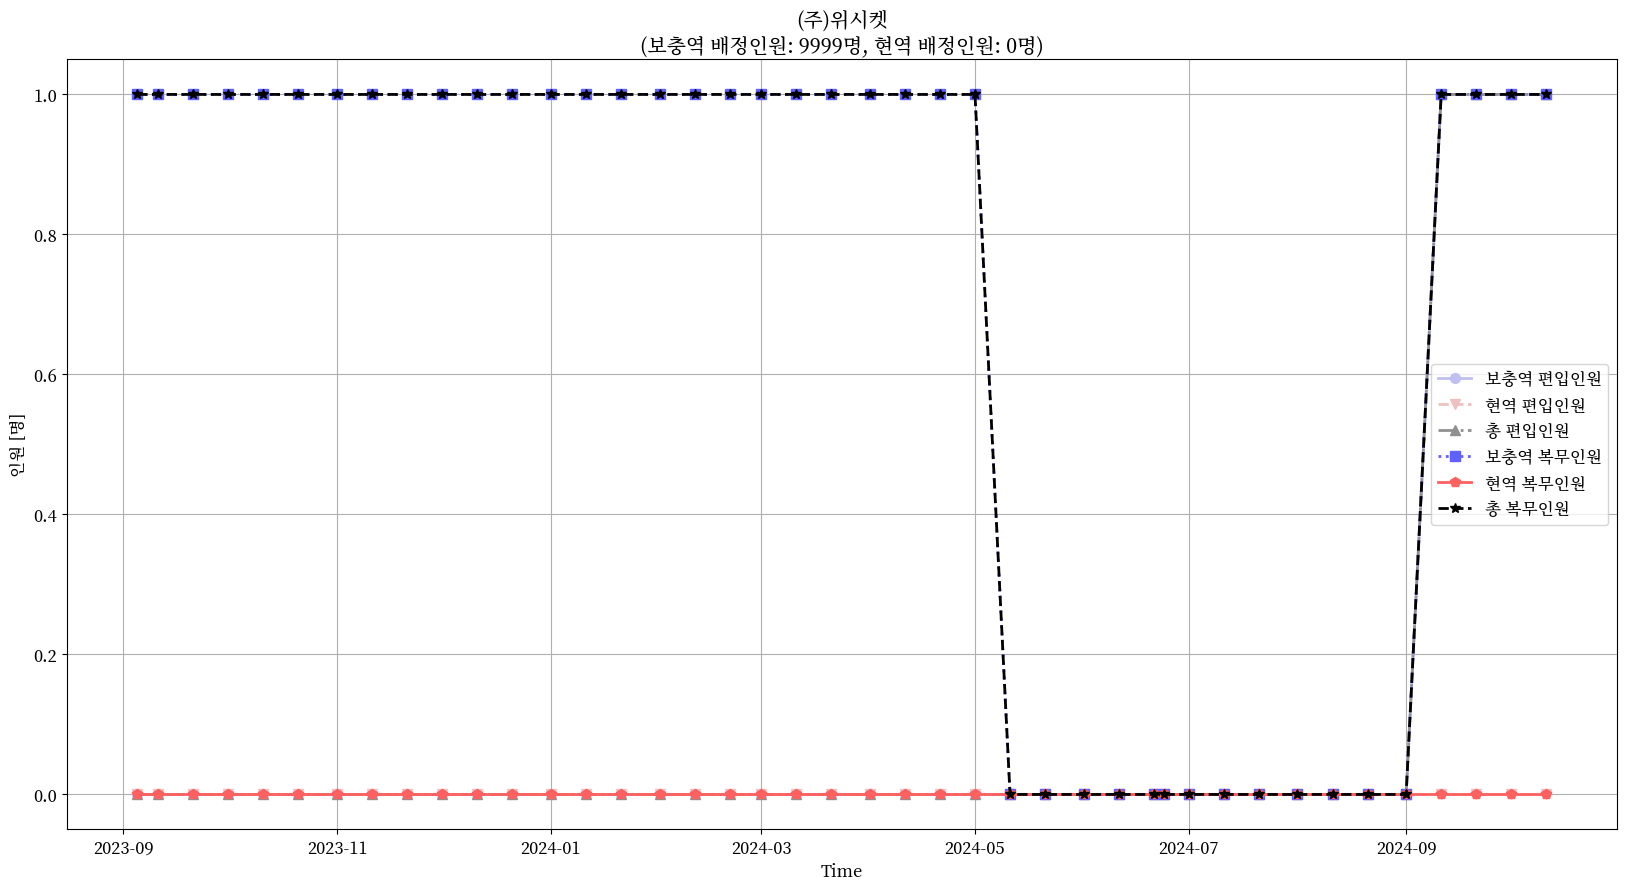 (주)위시켓
(보충역 배정인원: 9999명, 현역 배정인원: 0명)
인원 [명]
1.0
0.8
0.6
0.4
0.2
0.0
보충역 편입인원
현역 편입인원
총 편입인원
보충역 복무인원
현역 복무인원
총 복무인원
2023-09
2023-11
2024-01
2024-03
2024-05
2024-07
2024-09
Time